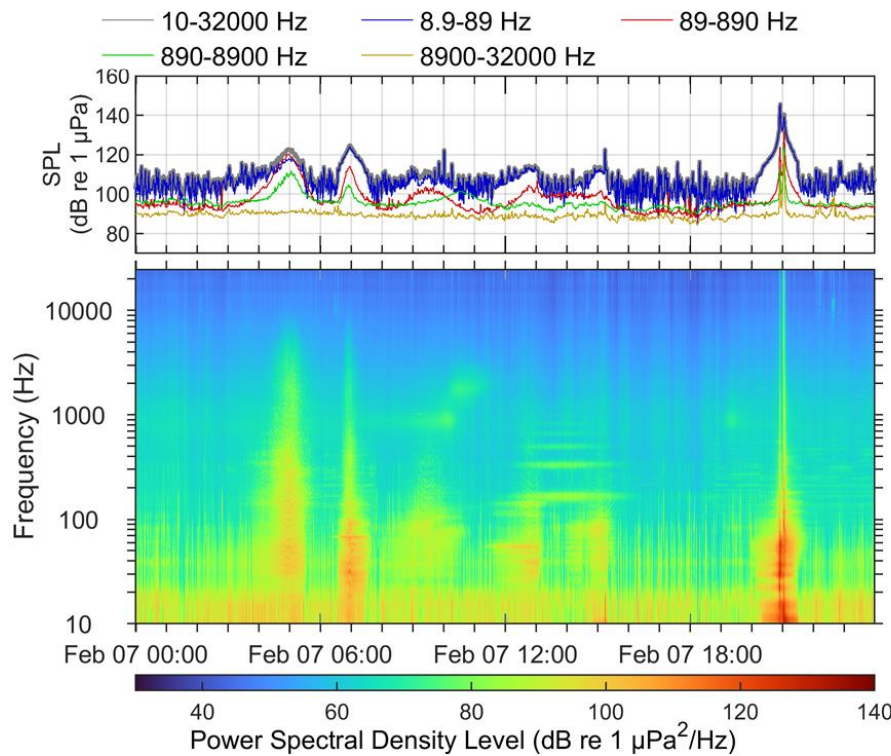 10-32000 Hz 8.9-89 Hz 89-890 Hz
890-8900 Hz 8900-32000 Hz
160
140
120
100
80
SPL
(dB re 1 µPa)
10000
1000
100
10
Frequency (Hz)
Feb 07 00:00 Feb 07 06:00 Feb 07 12:00 Feb 07 18:00
40 60 80 100 120 140
Power Spectral Density Level (dB re 1 µPa²/Hz)